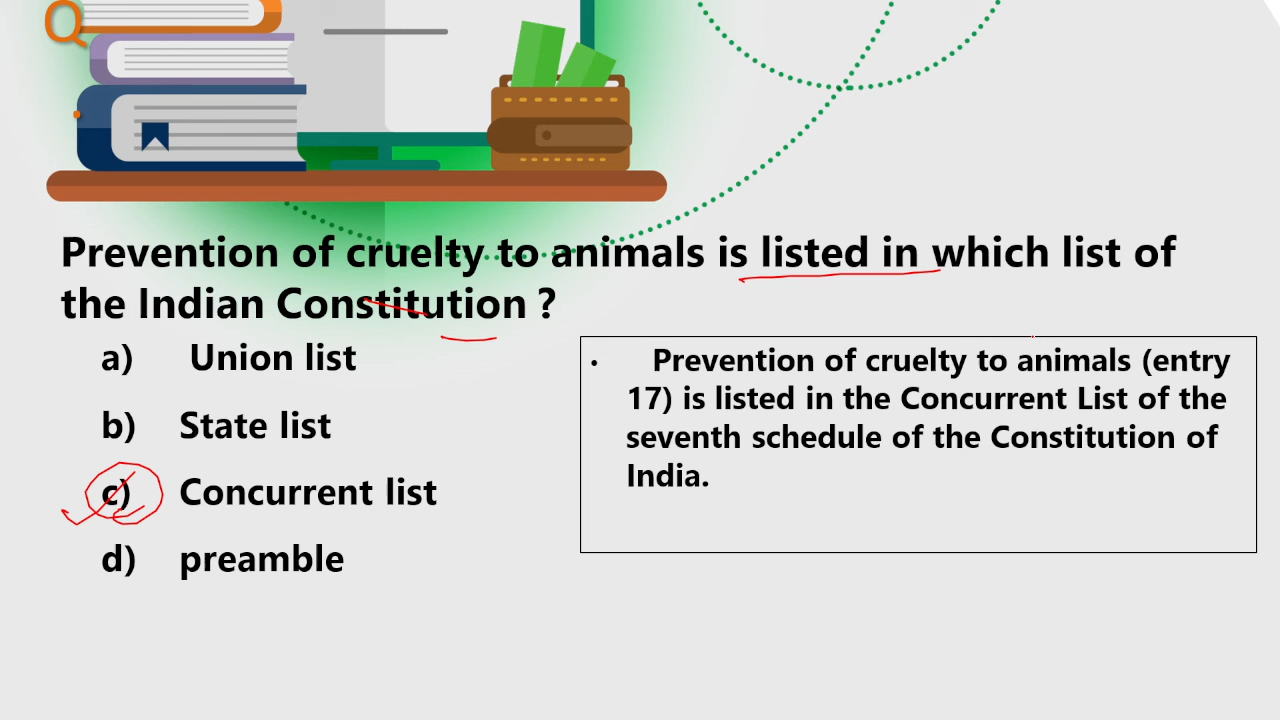 Q
Prevention of cruelty to animals is listed in which list of
the Indian Constitution ?
a) Union list
b) State list
c) Concurrent list
d) preamble
• Prevention of cruelty to animals (entry
17) is listed in the Concurrent List of the
seventh schedule of the Constitution of
India.